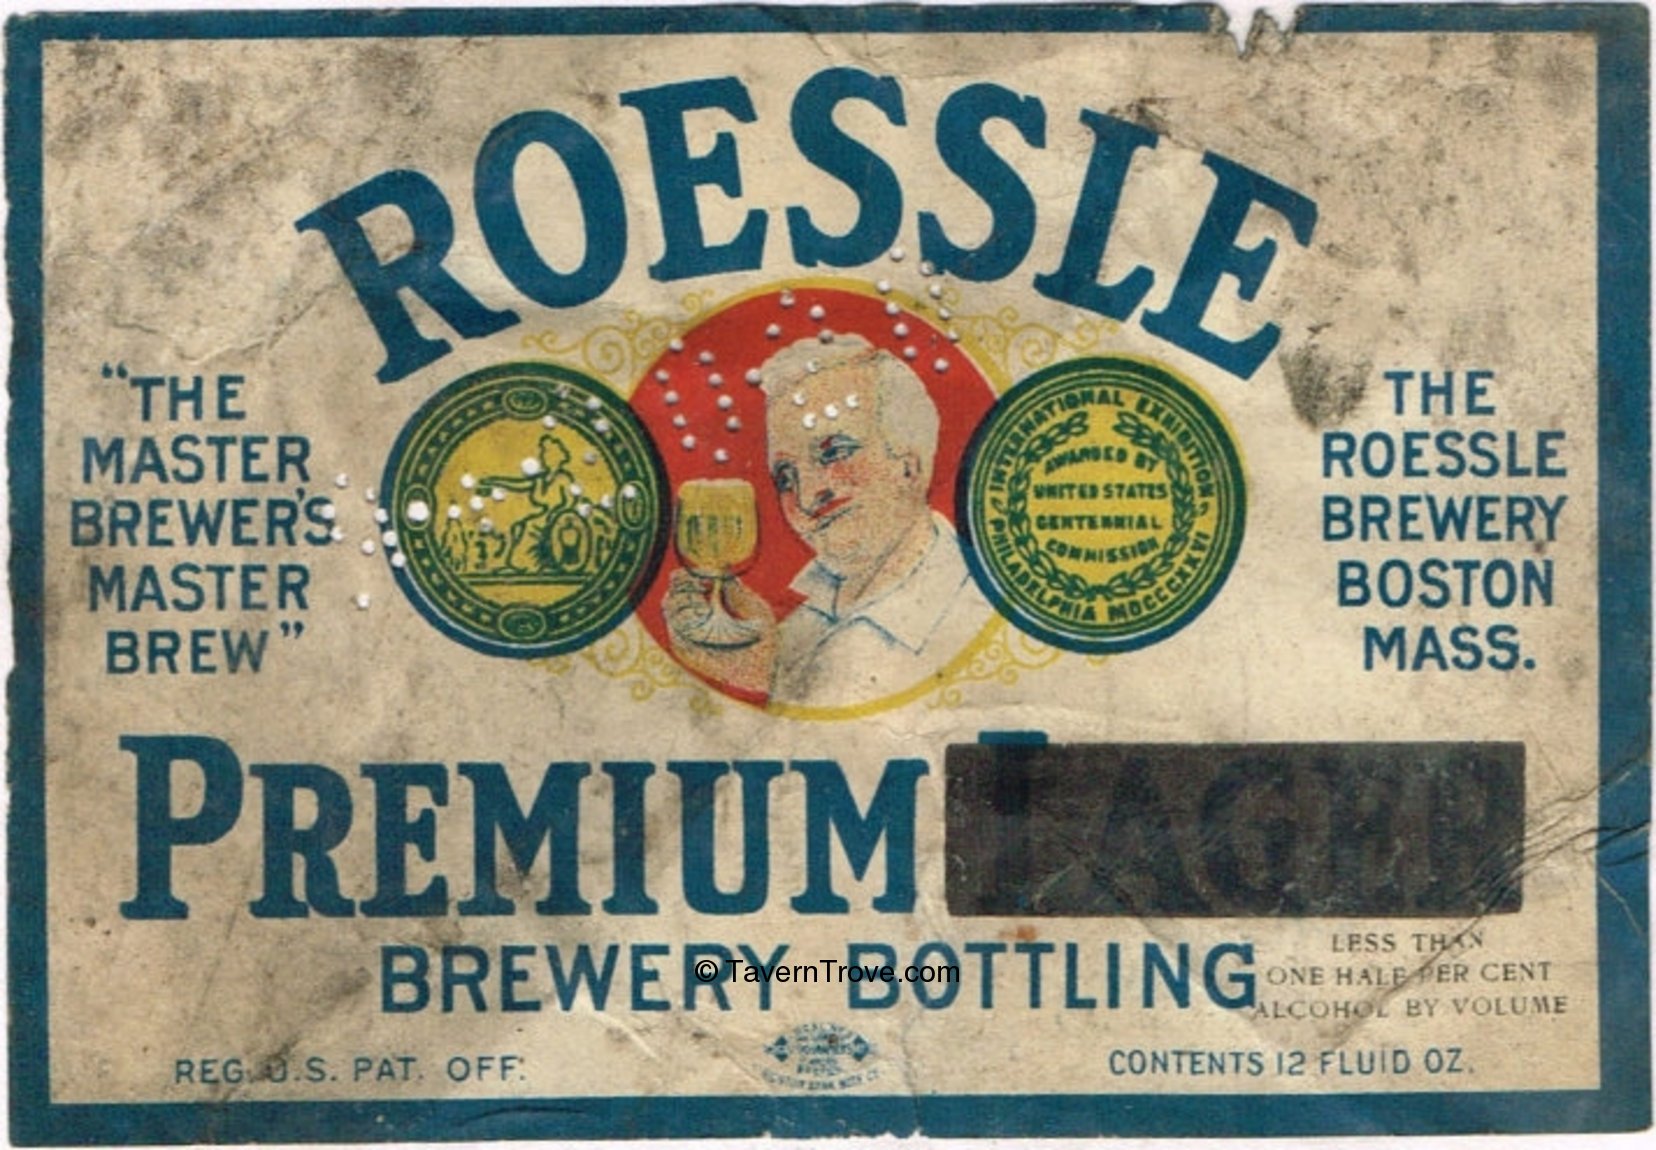 ROESSLE
"THE
MASTER
BREWER'S
MASTER
BREW"
INTERNATIONAL EXHIBITION,
PHILADELPHIA MDCCCLXXVI
AWARDED BY
UNITED STATES
CENTENNIAL
COMMISSION
THE
ROESSLE
BREWERY
BOSTON
MASS.
PREMIUM LAGER
BREWERY BOTTLING
LESS THAN
ONE HALF PER CENT
ALCOHOL BY VOLUME
© TavernTrove.com
REG. U.S. PAT. OFF.
CONTENTS 12 FLUID OZ.